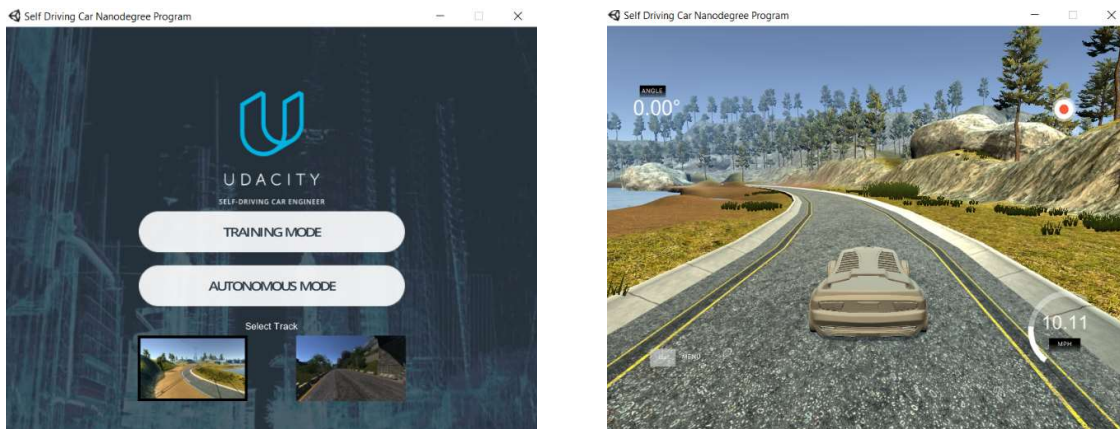 Self Driving Car Nanodegree Program
UDACITY
SELF-DRIVING CAR ENGINEER
TRAINING MODE
AUTONOMOUS MODE
Select Track
Self Driving Car Nanodegree Program
ANGLE
0.00°
10.11
MPH
MENU